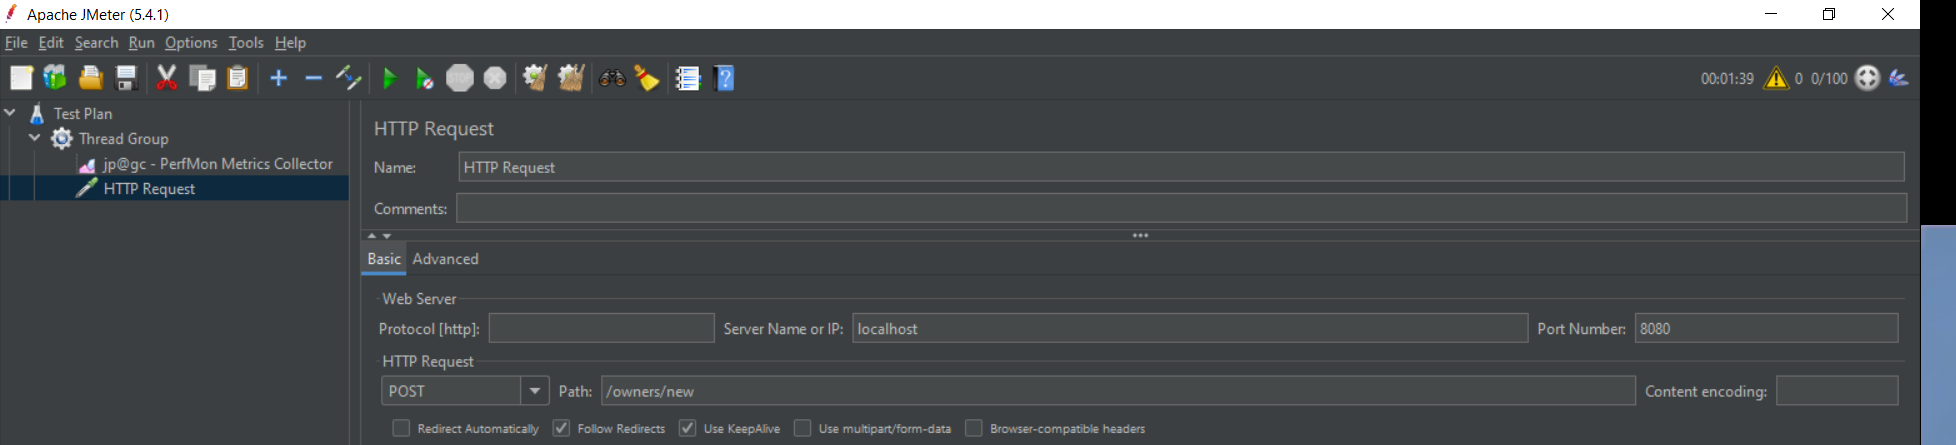 Apache JMeter (5.4.1)
File Edit Search Run Options Tools Help
STOP
00:01:39 0 0/100
Test Plan
Thread Group
jp@gc - PerfMon Metrics Collector
HTTP Request
HTTP Request
Name: HTTP Request
Comments:
Basic Advanced
Web Server
Protocol [http]: Server Name or IP: localhost Port Number: 8080
HTTP Request
POST Path: /owners/new Content encoding:
Redirect Automatically Follow Redirects Use KeepAlive Use multipart/form-data Browser-compatible headers